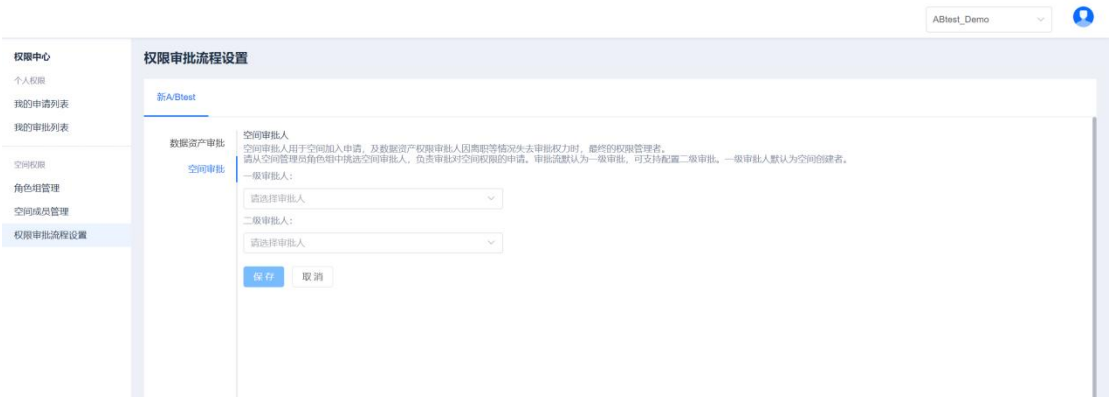 ABtest_Demo
权限中心
个人权限
我的申请列表
我的审批列表
空间权限
角色组管理
空间成员管理
权限审批流程设置
权限审批流程设置
新A/Btest
数据资产审批
空间审批
空间审批人
空间审批人用于空间加入申请，及数据资产权限审批人因离职等情况失去审批权力时，最终的权限管理者。
请从空间管理员角色组中挑选空间审批人，负责审批对空间权限的申请。审批流默认为一级审批，可支持配置二级审批。一级审批人默认为空间创建者。
一级审批人：
请选择审批人
二级审批人：
请选择审批人
保存 取消